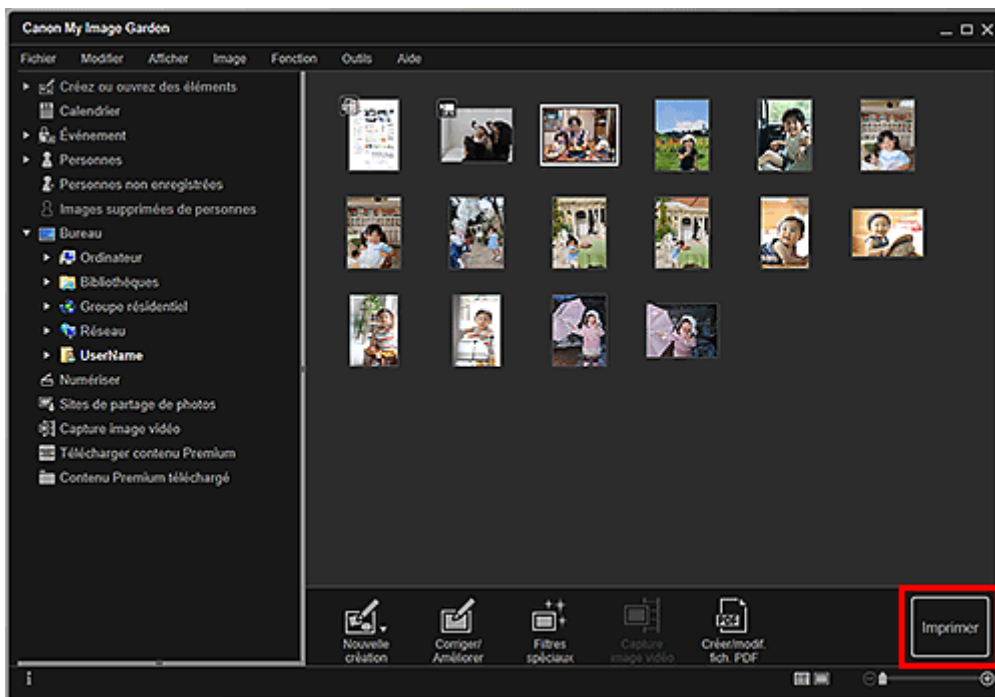 Canon My Image Garden
Fichier Modifier Afficher Image Fonction Outils Aide
Créez ou ouvrez des éléments
Calendrier
Événement
Personnes
Personnes non enregistrées
Images supprimées de personnes
Bureau
Ordinateur
Bibliothèques
Groupe résidentiel
Réseau
UserName
Numériser
Sites de partage de photos
Capture image vidéo
Télécharger contenu Premium
Contenu Premium téléchargé
Nouvelle
création
Corriger/
Améliorer
Filtres
spéciaux
Capture
image vidéo
PDF
Créer/modif.
fich. PDF
Imprimer